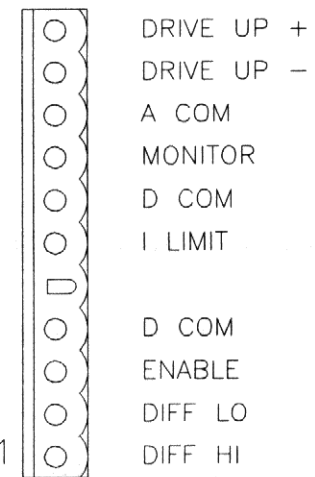 DRIVE UP +
DRIVE UP –
A COM
MONITOR
D COM
I LIMIT
D COM
ENABLE
DIFF LO
1 DIFF HI